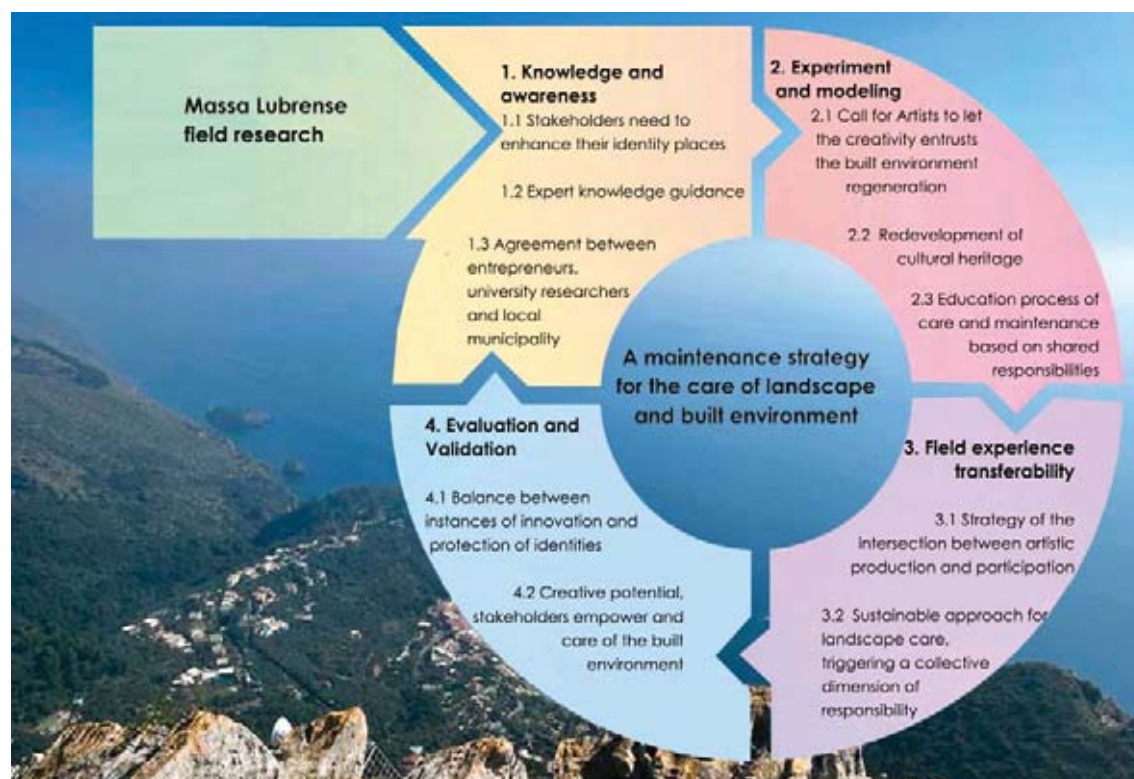 Massa Lubrense
field research
1. Knowledge and
awareness
1.1 Stakeholders need to
enhance their identity places
1.2 Expert knowledge guidance
1.3 Agreement between
entrepreneurs,
university researchers
and local
municipality
2. Experiment
and modeling
2.1 Call for Artists to let
the creativity entrusts
the built environment
regeneration
2.2 Redevelopment of
cultural heritage
2.3 Education process of
care and maintenance
based on shared
responsibilities
A maintenance strategy
for the care of landscape
and built environment
3. Field experience
transferability
3.1 Strategy of the
intersection between artistic
production and participation
3.2 Sustainable approach for
landscape care,
triggering a collective
dimension of
responsibility
4. Evaluation and
Validation
4.1 Balance between
instances of innovation and
protection of identities
4.2 Creative potential,
stakeholders empower and
care of the built
environment